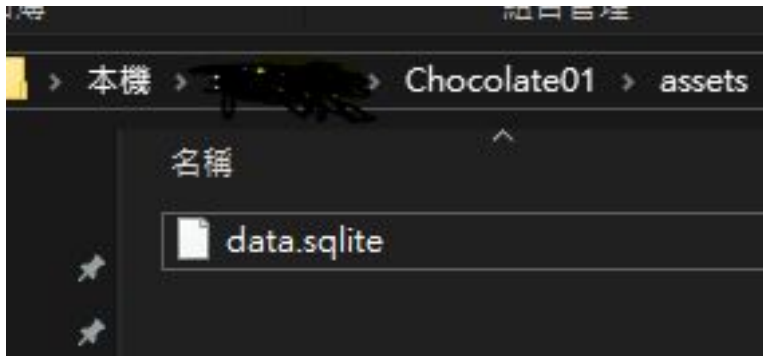 本機 › › Chocolate01 › assets
名稱
data.sqlite